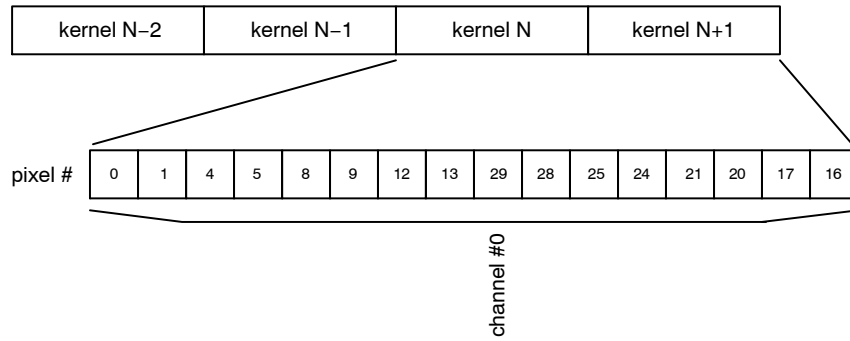 kernel N−2 kernel N−1 kernel N kernel N+1
pixel # 0 1 4 5 8 9 12 13 29 28 25 24 21 20 17 16
channel #0